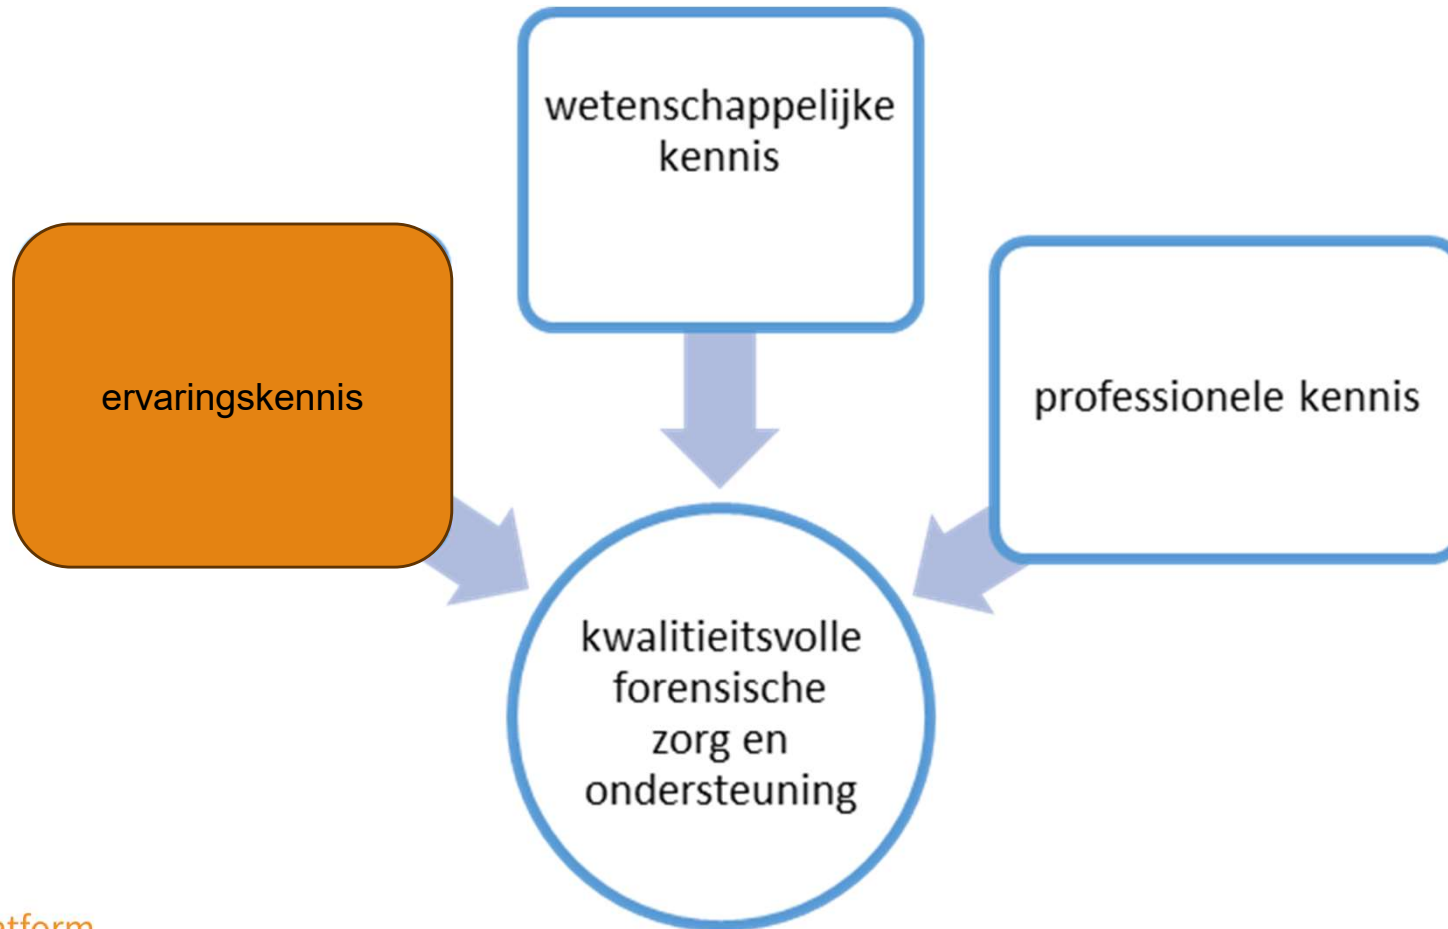 wetenschappelijke
kennis
ervaringskennis
professionele kennis
kwalitieitsvolle
forensische
zorg en
ondersteuning